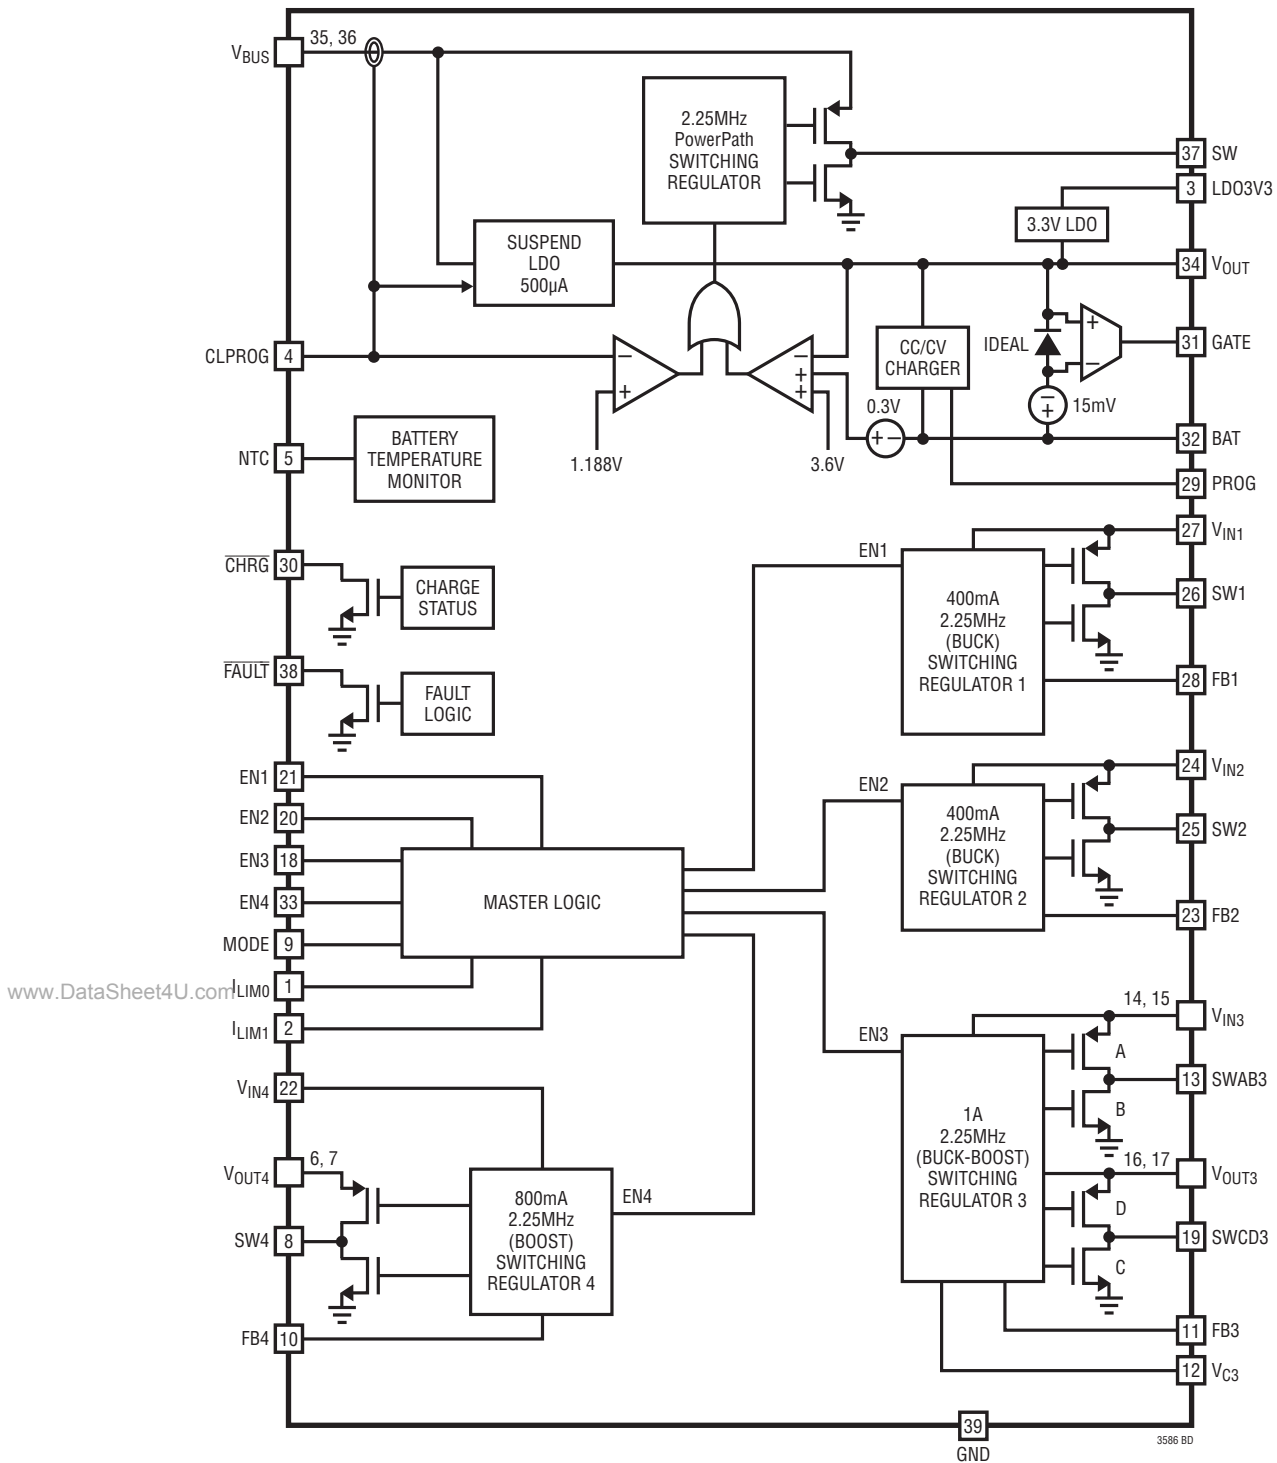 VBUS
35, 36
2.25MHz
PowerPath
SWITCHING
REGULATOR
37 SW
3 LDO3V3
3.3V LDO
SUSPEND
LDO
500µA
34 VOUT
CLPROG 4
−
+
−
+
+
CC/CV
CHARGER
IDEAL
+
−
31 GATE
0.3V
+ −
−
+
15mV
1.188V
3.6V
32 BAT
29 PROG
NTC 5
BATTERY
TEMPERATURE
MONITOR
27 VIN1
EN1
CHRG 30
CHARGE
STATUS
400mA
2.25MHz
(BUCK)
SWITCHING
REGULATOR 1
26 SW1
28 FB1
FAULT 38
FAULT
LOGIC
EN1 21
EN2 20
EN3 18
EN4 33
MODE 9
ILIM0 1
ILIM1 2
MASTER LOGIC
24 VIN2
EN2
400mA
2.25MHz
(BUCK)
SWITCHING
REGULATOR 2
25 SW2
23 FB2
www.DataSheet4U.com
14, 15
VIN3
EN3
A
13 SWAB3
B
1A
2.25MHz
(BUCK-BOOST)
SWITCHING
REGULATOR 3
16, 17
VOUT3
D
19 SWCD3
C
11 FB3
12 VC3
VIN4 22
VOUT4
6, 7
SW4 8
800mA
2.25MHz
(BOOST)
SWITCHING
REGULATOR 4
EN4
FB4 10
39
GND
3586 BD